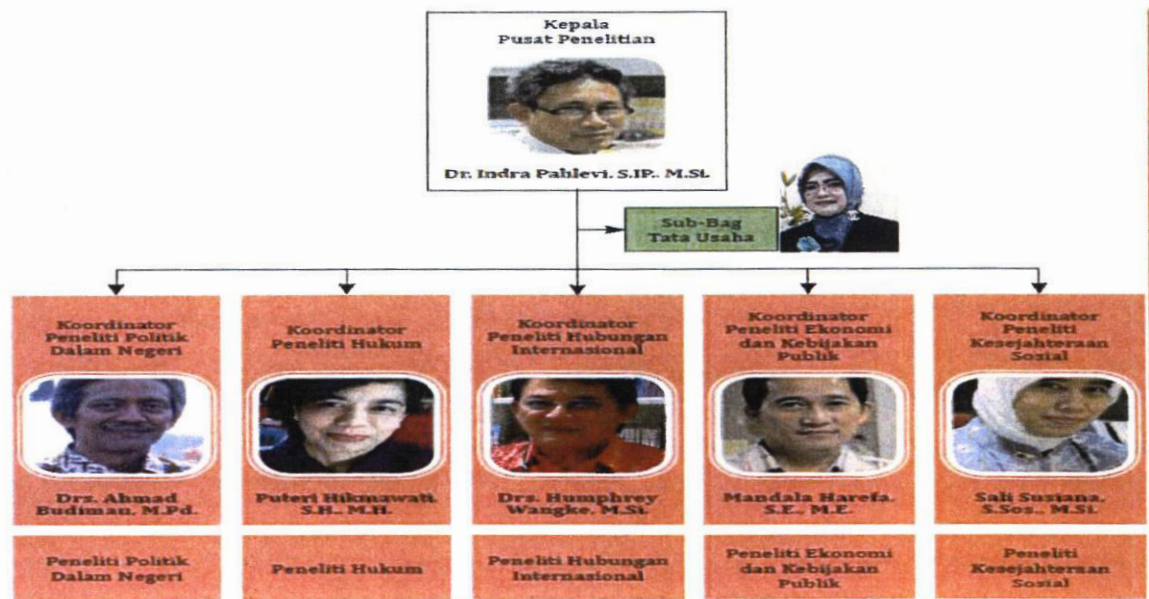 Kepala
Pusat Penelitian
Dr. Indra Pahlevi, S.IP., M.Si.
Sub-Bag
Tata Usaha
Koordinator
Peneliti Politik
Dalam Negeri
Drs. Ahmad
Budiman, M.Pd.
Koordinator
Peneliti Hukum
Puteri Hikmawati,
S.H., M.H.
Koordinator
Peneliti Hubungan
Internasional
Drs. Humphrey
Wangke, M.Si.
Koordinator
Peneliti Ekonomi
dan Kebijakan
Publik
Mandala Harefa,
S.E., M.E.
Koordinator
Peneliti
Kesejahteraan
Sosial
Sali Susiana,
S.Sos., M.Si.
Peneliti Politik
Dalam Negeri
Peneliti Hukum
Peneliti Hubungan
Internasional
Peneliti Ekonomi
dan Kebijakan
Publik
Peneliti
Kesejahteraan
Sosial